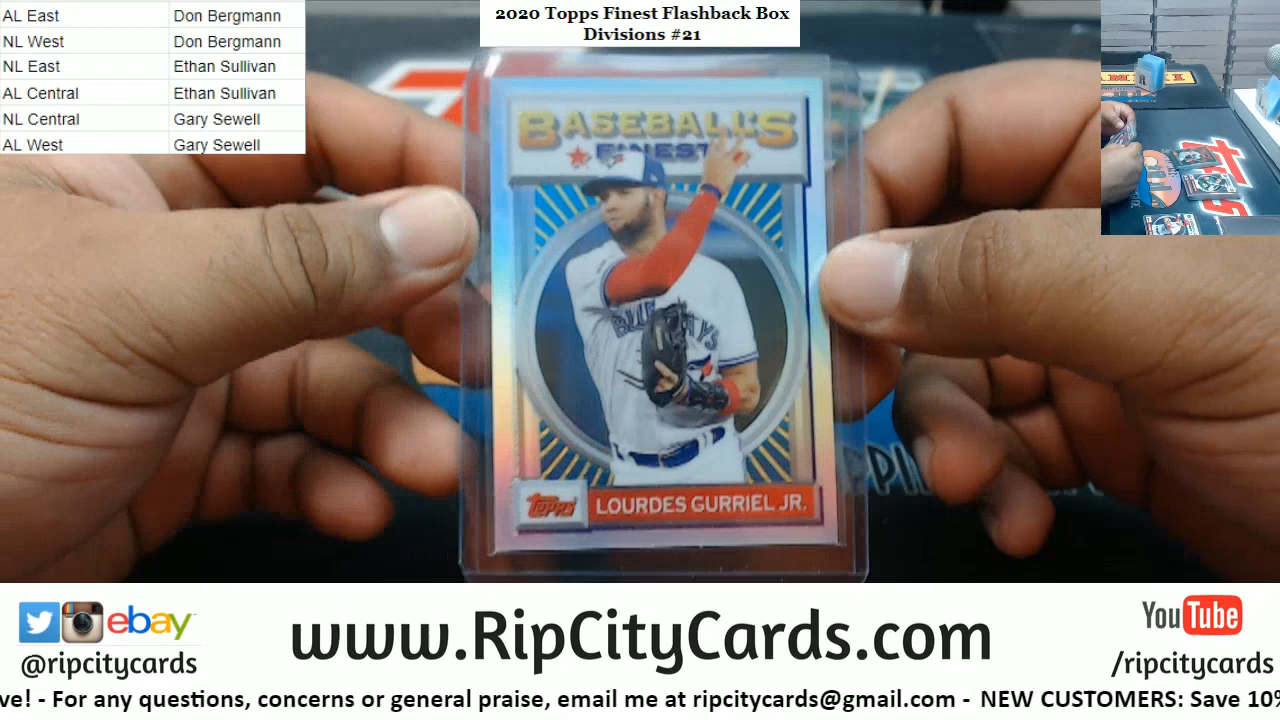 AL East Don Bergmann
NL West Don Bergmann
NL East Ethan Sullivan
AL Central Ethan Sullivan
NL Central Gary Sewell
AL West Gary Sewell
2020 Topps Finest Flashback Box
Divisions #21
BASEBALL'S
FINEST
BLUE JAYS
Topps
LOURDES GURRIEL JR.
ebay
@ripcitycards
www.RipCityCards.com
YouTube
/ripcitycards
ve! - For any questions, concerns or general praise, email me at ripcitycards@gmail.com - NEW CUSTOMERS: Save 10%